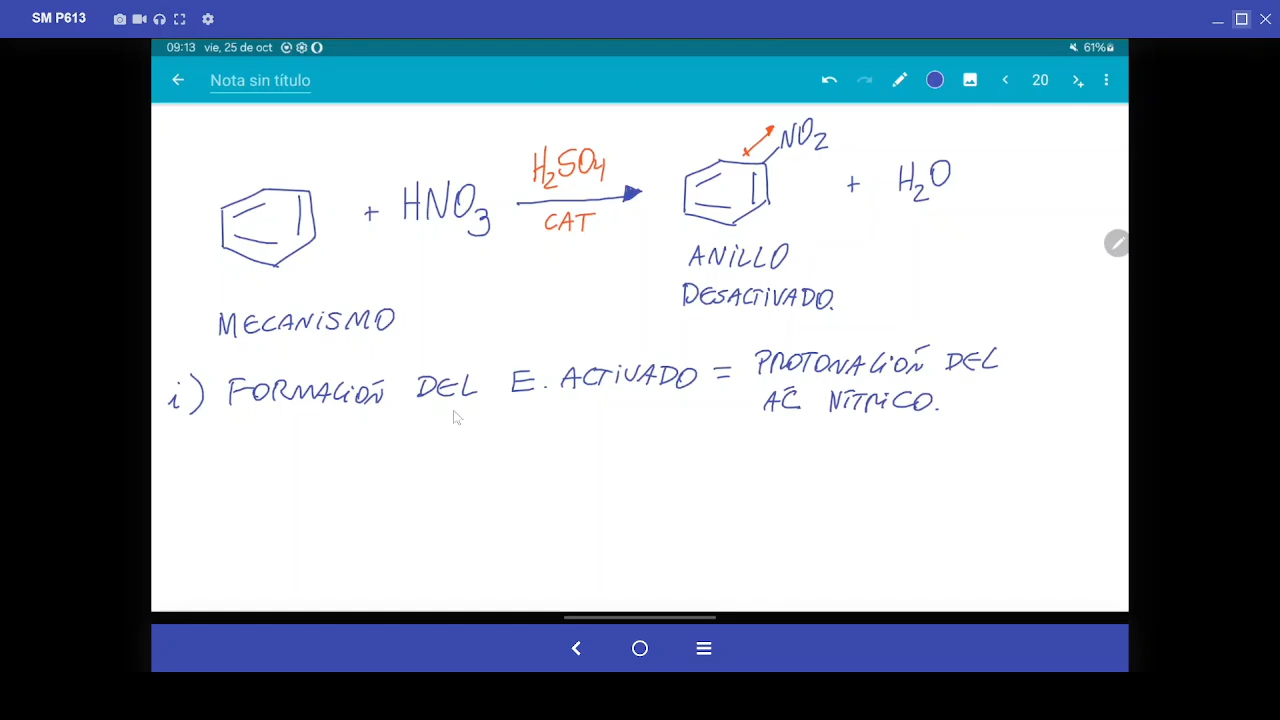 SM P613
09:13 vie, 25 de oct 61%
Nota sin título 20
+ HNO3 H2SO4 CAT NO2 + H2O
ANILLO
DESACTIVADO.
MECANISMO
i) FORMACIÓN DEL E. ACTIVADO = PROTONACIÓN DEL
AC NÍTRICO.